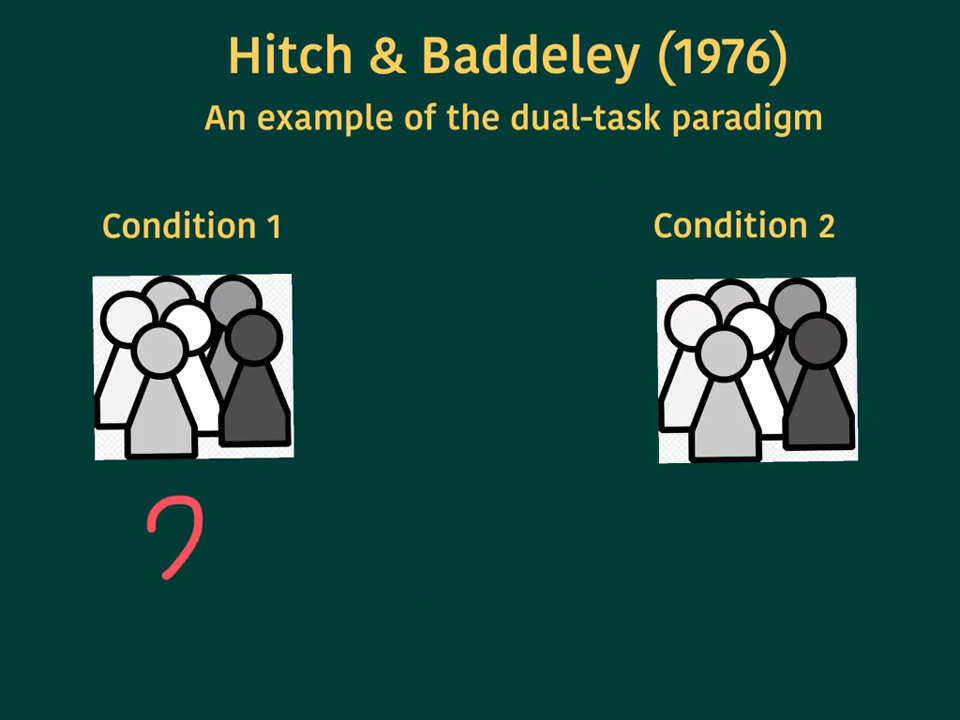 Hitch & Baddeley (1976)
An example of the dual-task paradigm
Condition 1
Condition 2